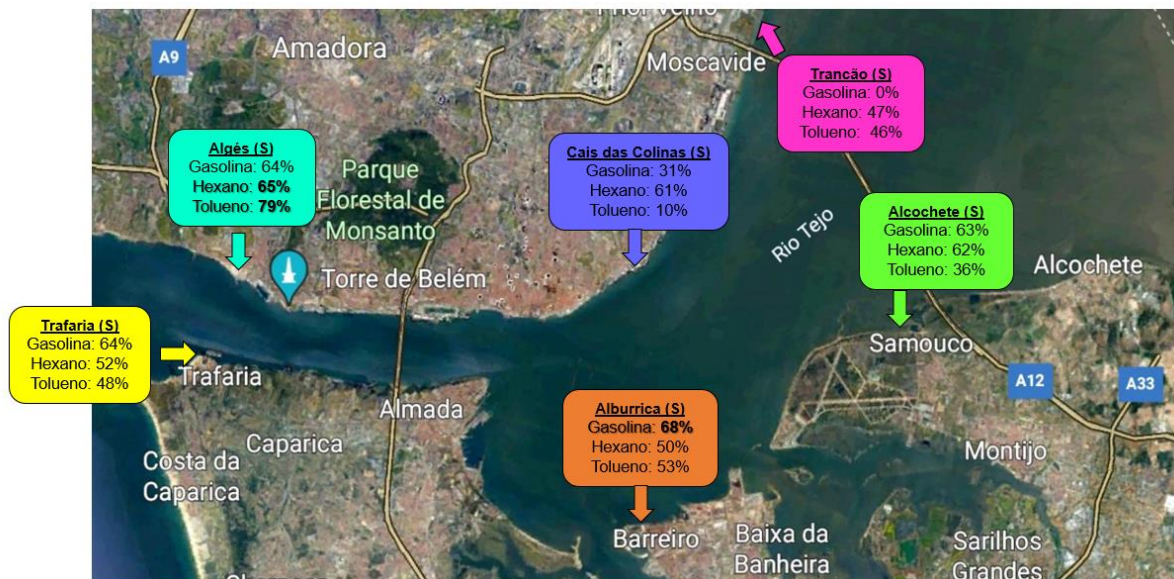 Prior Velho
Amadora
A9
Moscavide
Trancão (S)
Gasolina: 0%
Hexano: 47%
Tolueno: 46%
Algés (S)
Gasolina: 64%
Hexano: 65%
Tolueno: 79%
Parque
Florestal de
Monsanto
Cais das Colinas (S)
Gasolina: 31%
Hexano: 61%
Tolueno: 10%
Alcochete (S)
Gasolina: 63%
Hexano: 62%
Tolueno: 36%
Rio Tejo
Alcochete
Torre de Belém
Trafaria (S)
Gasolina: 64%
Hexano: 52%
Tolueno: 48%
Trafaria
Samouco
A12
A33
Almada
Alburrica (S)
Gasolina: 68%
Hexano: 50%
Tolueno: 53%
Caparica
Costa da
Caparica
Montijo
Barreiro
Baixa da
Banheira
Sarilhos
Grandes